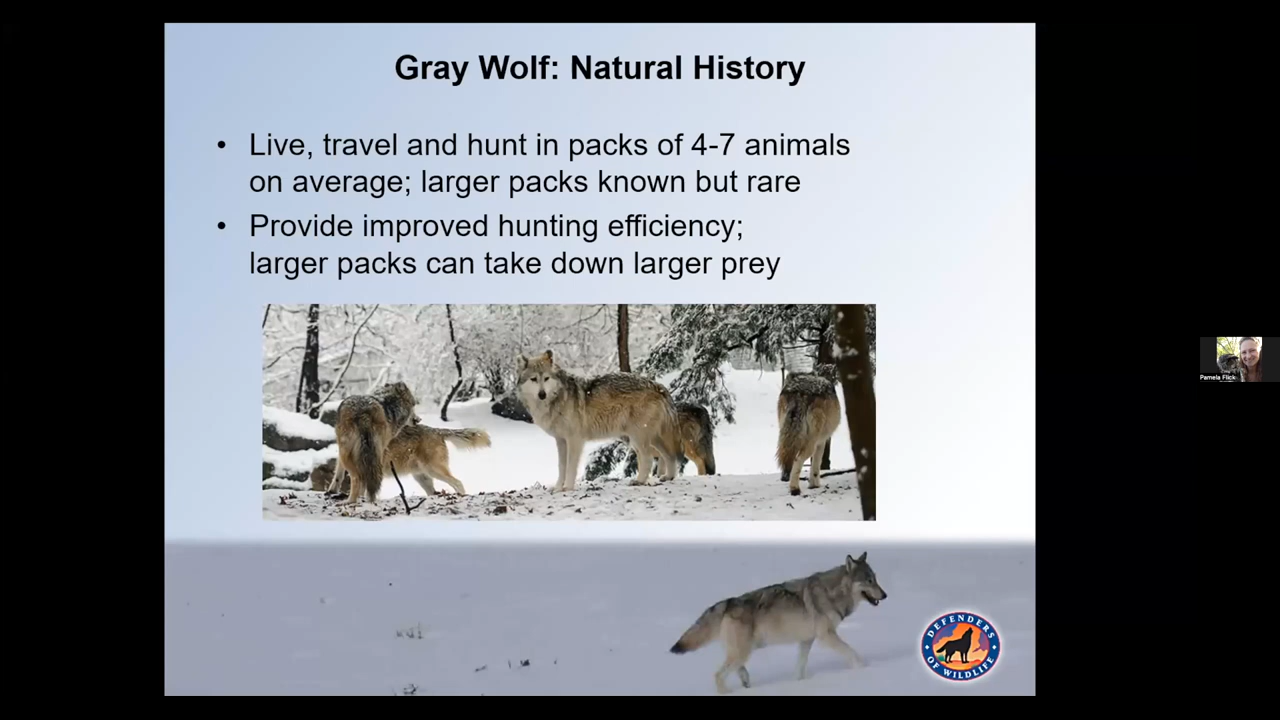 Gray Wolf: Natural History
• Live, travel and hunt in packs of 4-7 animals
on average; larger packs known but rare
• Provide improved hunting efficiency;
larger packs can take down larger prey
Pamela Flick
DEFENDERS
OF WILDLIFE